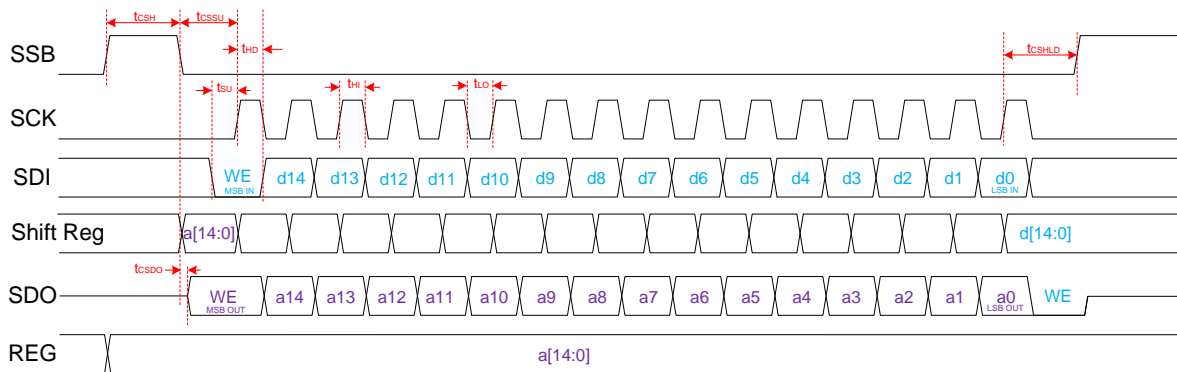 tCSH tCSSU
SSB tHD tCSHLD
tSU tHI tLO
SCK
SDI WE d14 d13 d12 d11 d10 d9 d8 d7 d6 d5 d4 d3 d2 d1 d0
MSB IN LSB IN
Shift Reg a[14:0] d[14:0]
tCSDO
SDO WE a14 a13 a12 a11 a10 a9 a8 a7 a6 a5 a4 a3 a2 a1 a0 WE
MSB OUT LSB OUT
REG a[14:0]